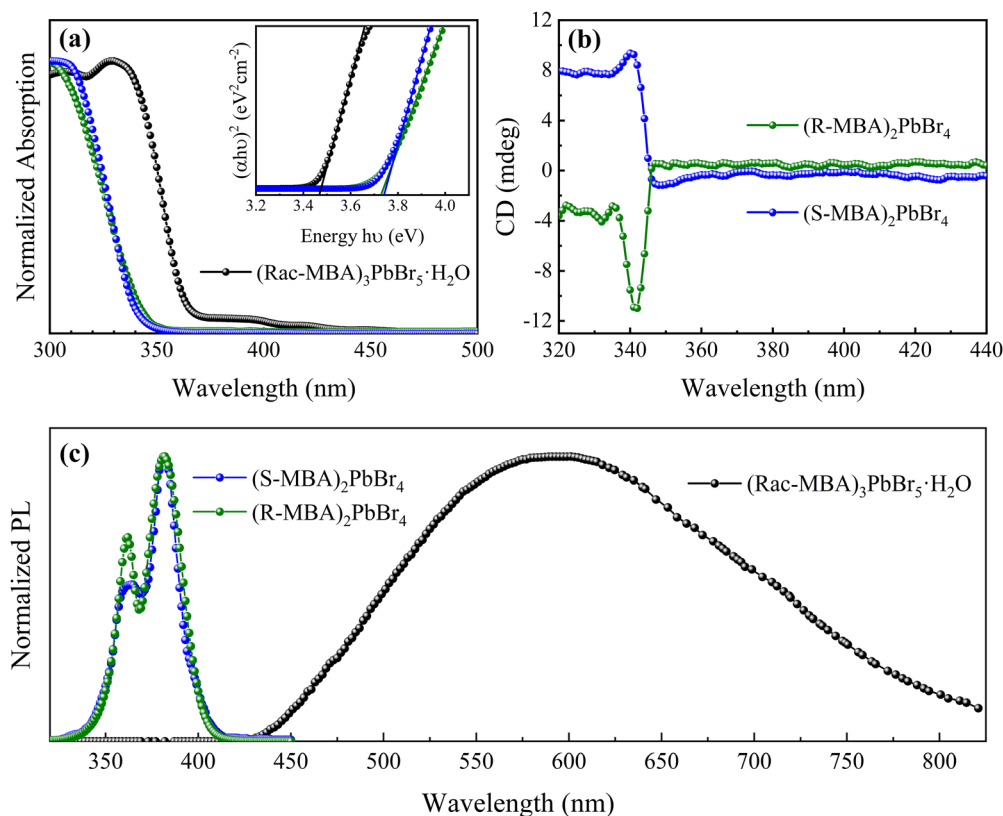 (a)
Normalized Absorption
(αhυ)² (eV²cm⁻²)
3.2 3.4 3.6 3.8 4.0
Energy hυ (eV)
(Rac-MBA)₃PbBr₅·H₂O
300 350 400 450 500
Wavelength (nm)
(b)
CD (mdeg)
12
8
4
0
-4
-8
-12
(R-MBA)₂PbBr₄
(S-MBA)₂PbBr₄
320 340 360 380 400 420 440
Wavelength (nm)
(c)
Normalized PL
(S-MBA)₂PbBr₄
(R-MBA)₂PbBr₄
(Rac-MBA)₃PbBr₅·H₂O
350 400 450 500 550 600 650 700 750 800
Wavelength (nm)